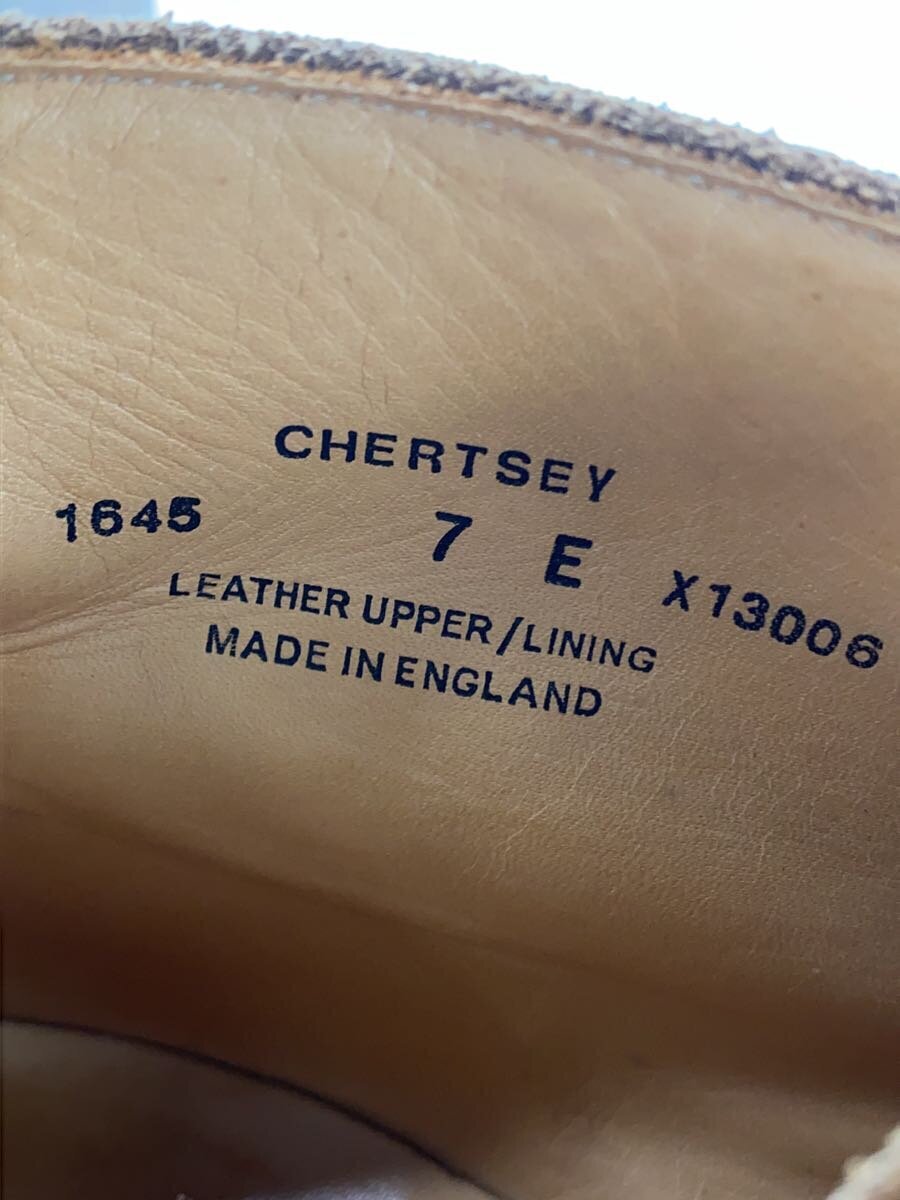 CHERTSEY
1645 7 E X13006
LEATHER UPPER/LINING
MADE IN ENGLAND